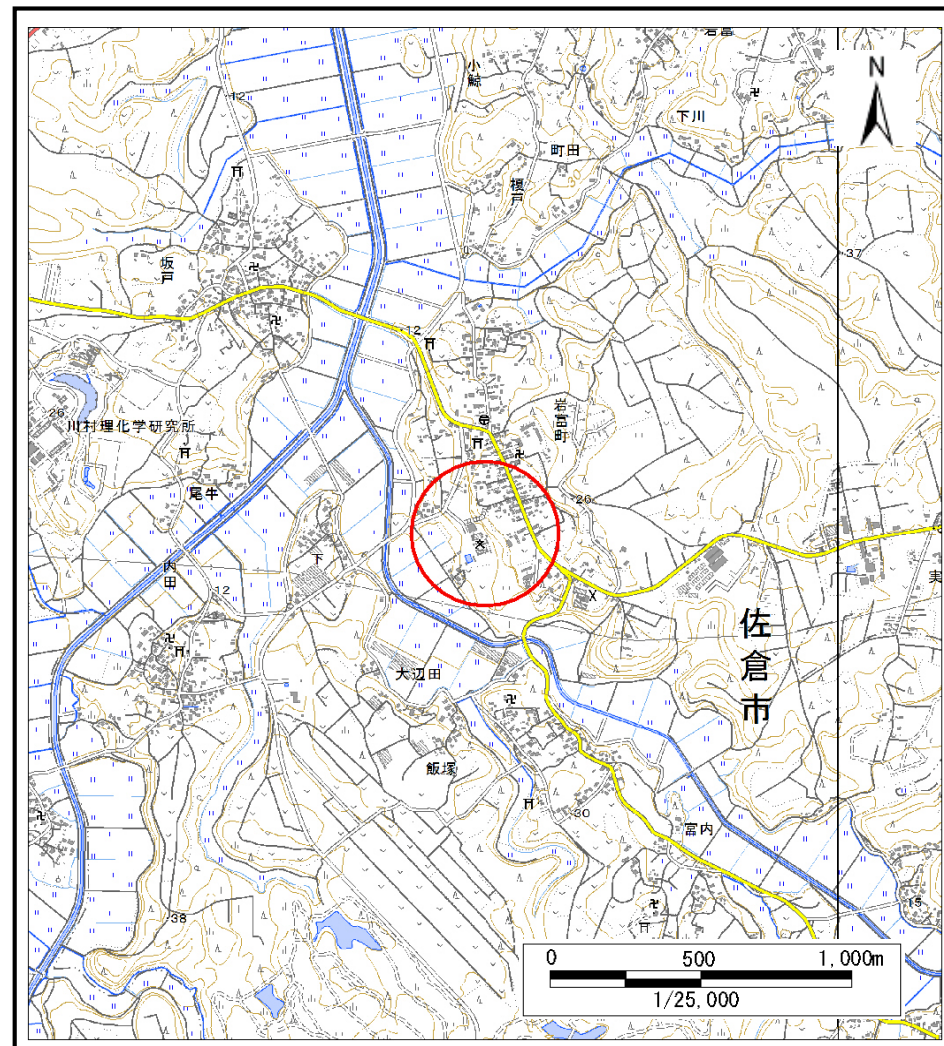 岩富
N
小鯨
12
下川
町田
榎戸
坂戸
37
12
岩富町
26
川村理化学研究所
26
尾牛
下
内田
12
実
佐倉市
大辺田
飯塚
30
富内
38
15
0 500 1,000m
1/25,000